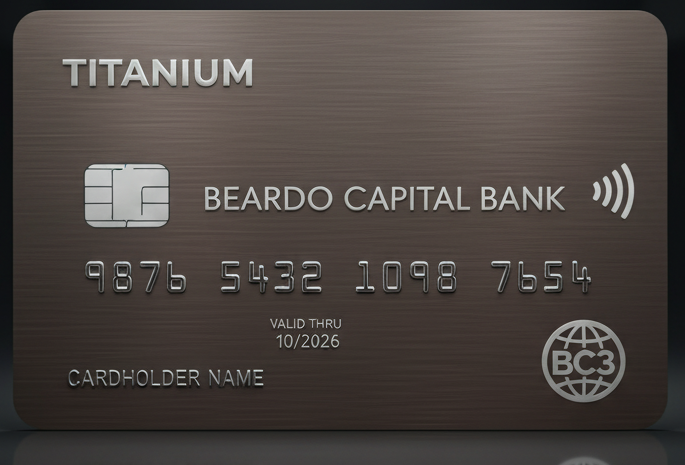 TITANIUM
BEARDO CAPITAL BANK
9876 5432 1098 7654
VALID THRU
10/2026
CARDHOLDER NAME
BC3